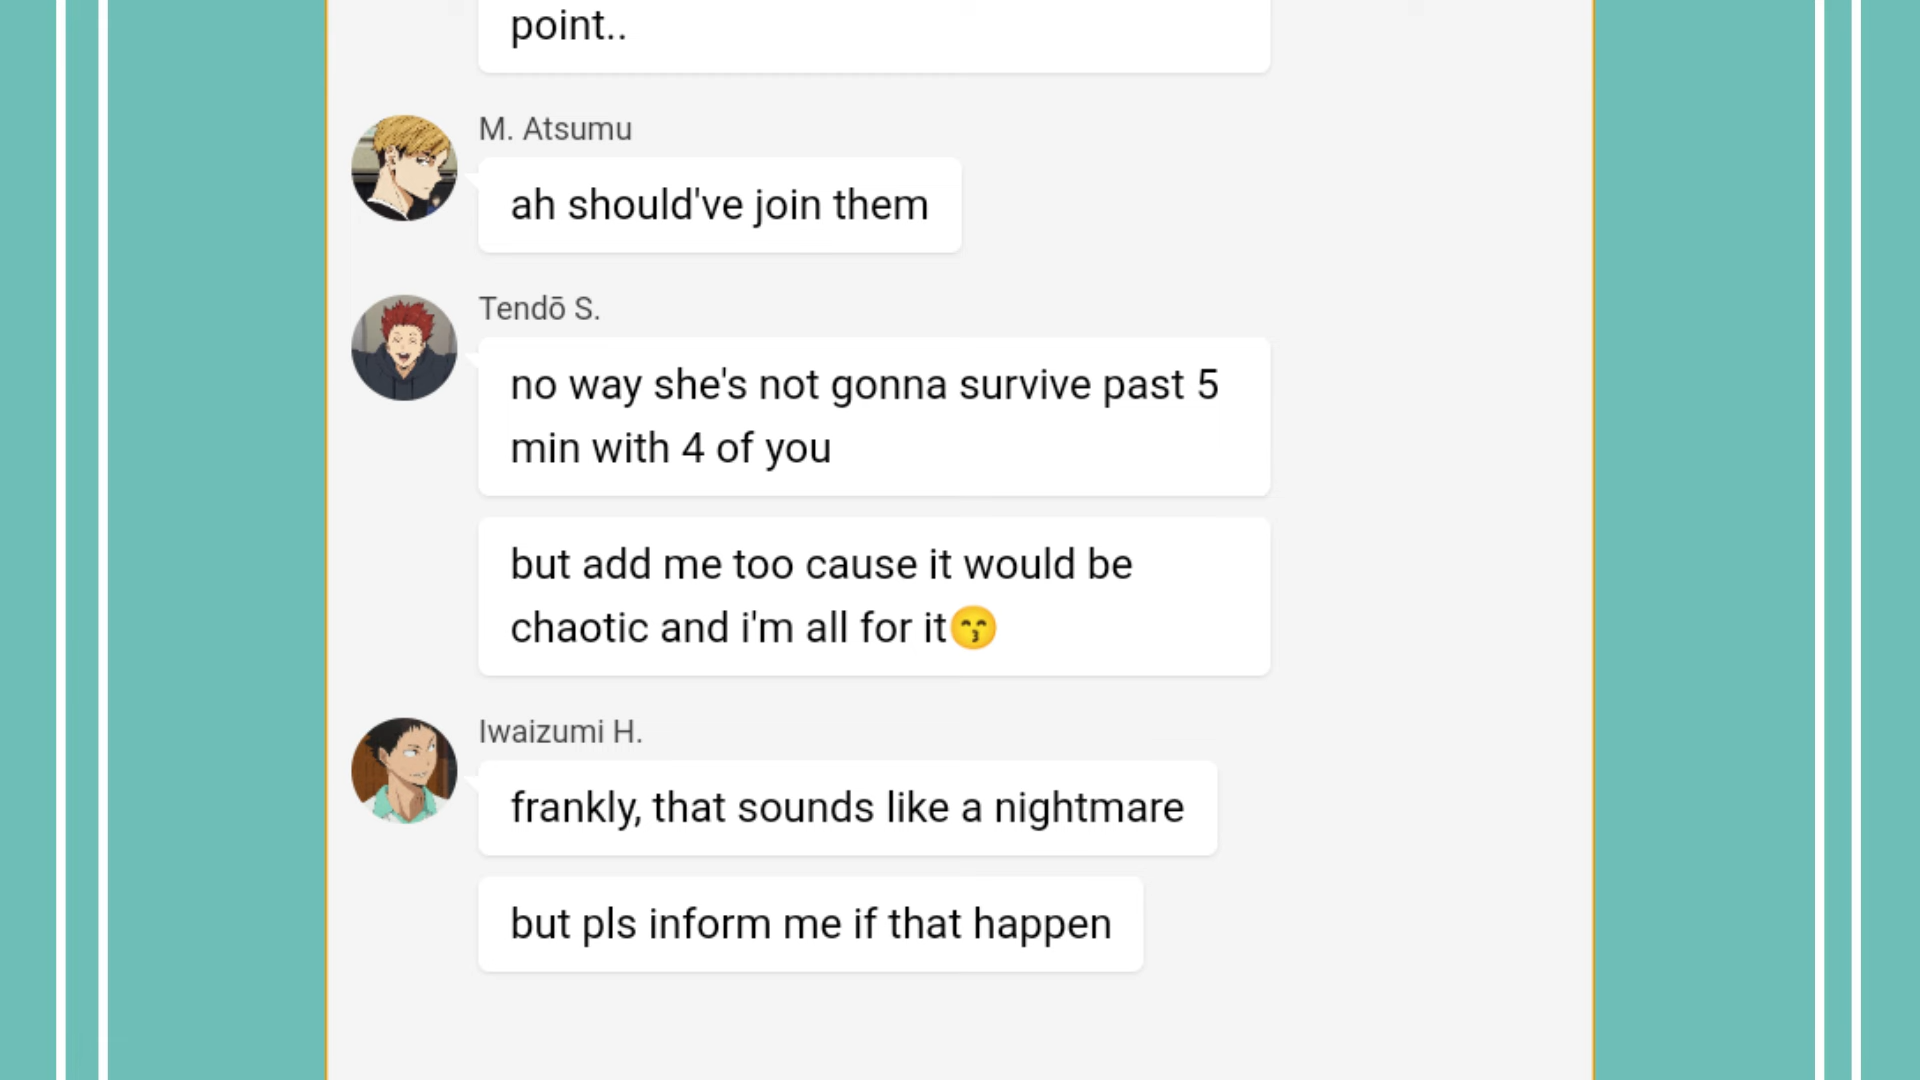 point..
M. Atsumu
ah should've join them
Tendō S.
no way she's not gonna survive past 5
min with 4 of you
but add me too cause it would be
chaotic and i'm all for it😙
Iwaizumi H.
frankly, that sounds like a nightmare
but pls inform me if that happen